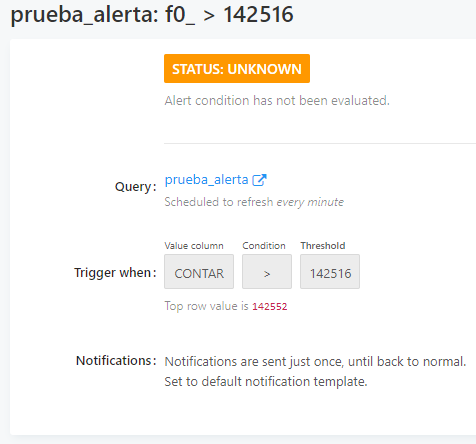 prueba_alerta: f0_ > 142516
STATUS: UNKNOWN
Alert condition has not been evaluated.
Query: prueba_alerta
Scheduled to refresh every minute
Value column Condition Threshold
Trigger when: CONTAR > 142516
Top row value is 142552
Notifications: Notifications are sent just once, until back to normal.
Set to default notification template.